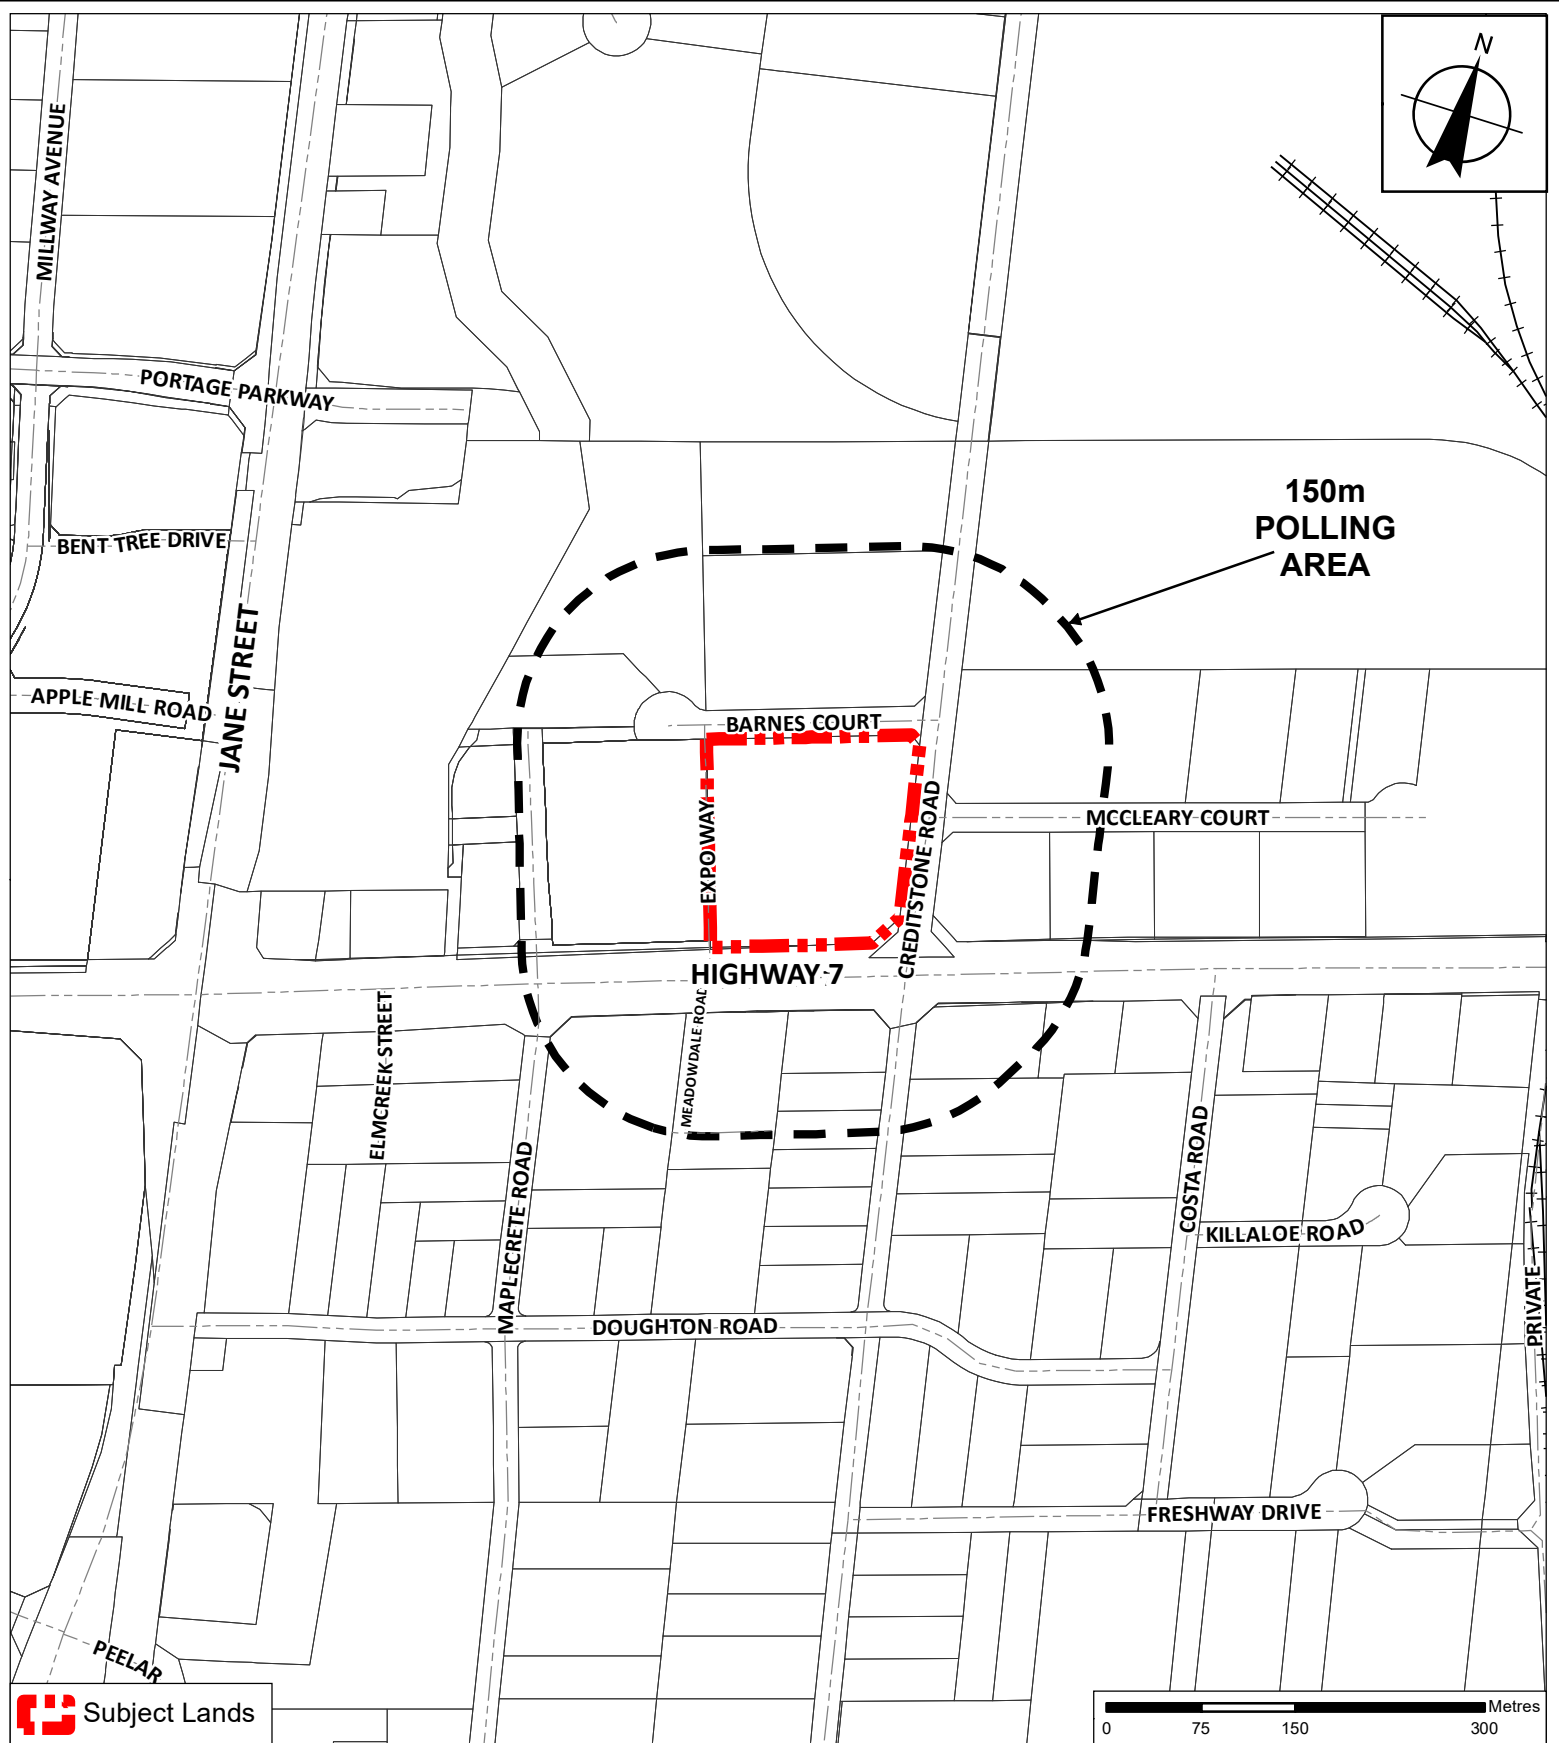 N
MILLWAY AVENUE
PORTAGE PARKWAY
150m
POLLING
AREA
BENT TREE DRIVE
JANE STREET
APPLE MILL ROAD
BARNES COURT
EXPO WAY
CREDITSTONE ROAD
MCCLEARY COURT
HIGHWAY 7
ELMCREEK STREET
MEADOWDALE ROAD
MAPLECRETE ROAD
COSTA ROAD
KILLALOE ROAD
PRIVATE
DOUGHTON ROAD
FRESHWAY DRIVE
PEELAR
Subject Lands
Metres
0 75 150 300